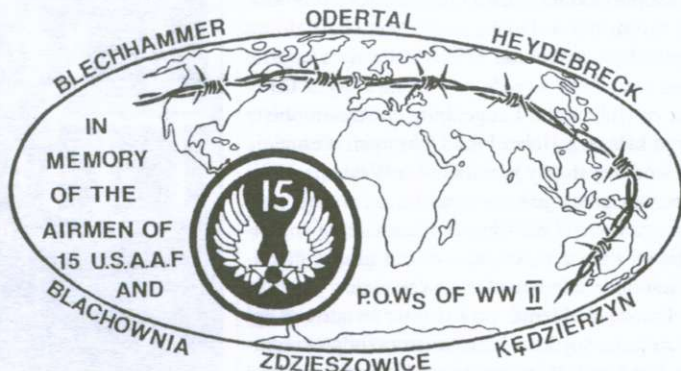 BLECHHAMMER ODERTAL HEYDEBRECK
IN
MEMORY
OF THE
AIRMEN OF
15 U.S.A.A.F
AND
15
P.O.WS OF WW II
BLACHOWNIA ZDZIESZOWICE KĘDZIERZYN